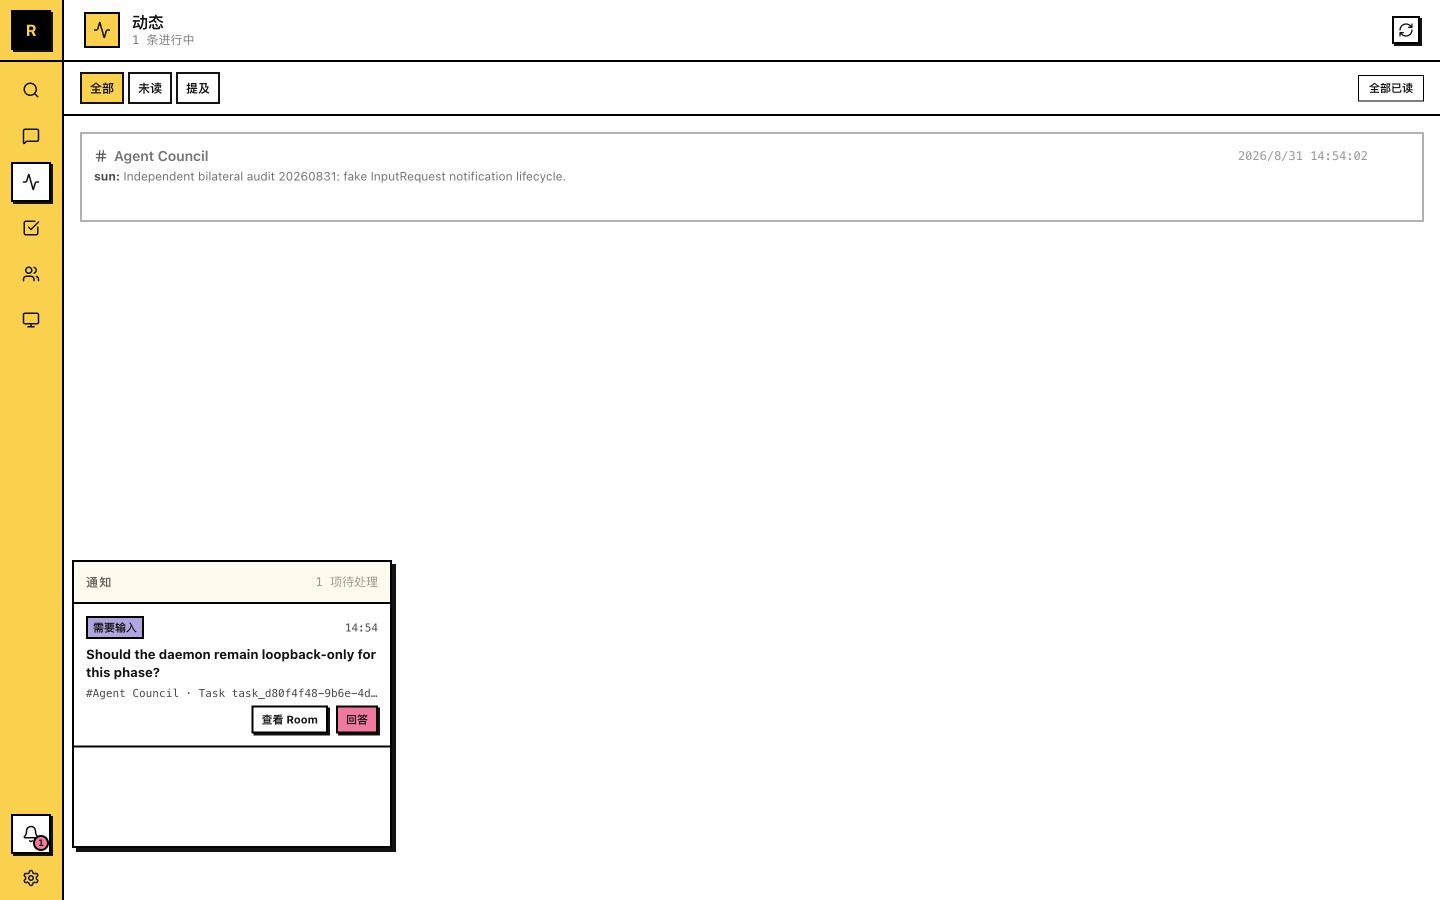 R
动态
1 条进行中
全部
未读
提及
全部已读
# Agent Council
2026/8/31 14:54:02
sun: Independent bilateral audit 20260831: fake InputRequest notification lifecycle.
通知
1 项待处理
需要输入
14:54
Should the daemon remain loopback-only for
this phase?
#Agent Council · Task task_d80f4f48-9b6e-4d…
查看 Room
回答
1